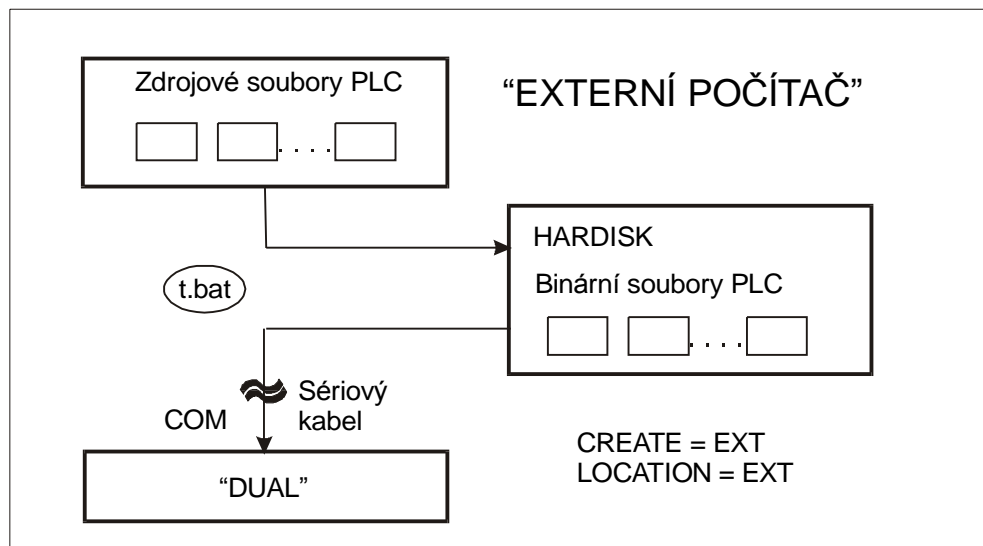 Zdrojové soubory PLC
“EXTERNÍ POČÍTAČ”
. . . .
HARDISK
t.bat
Binární soubory PLC
. . . .
Sériový
kabel
COM
CREATE = EXT
LOCATION = EXT
“DUAL”